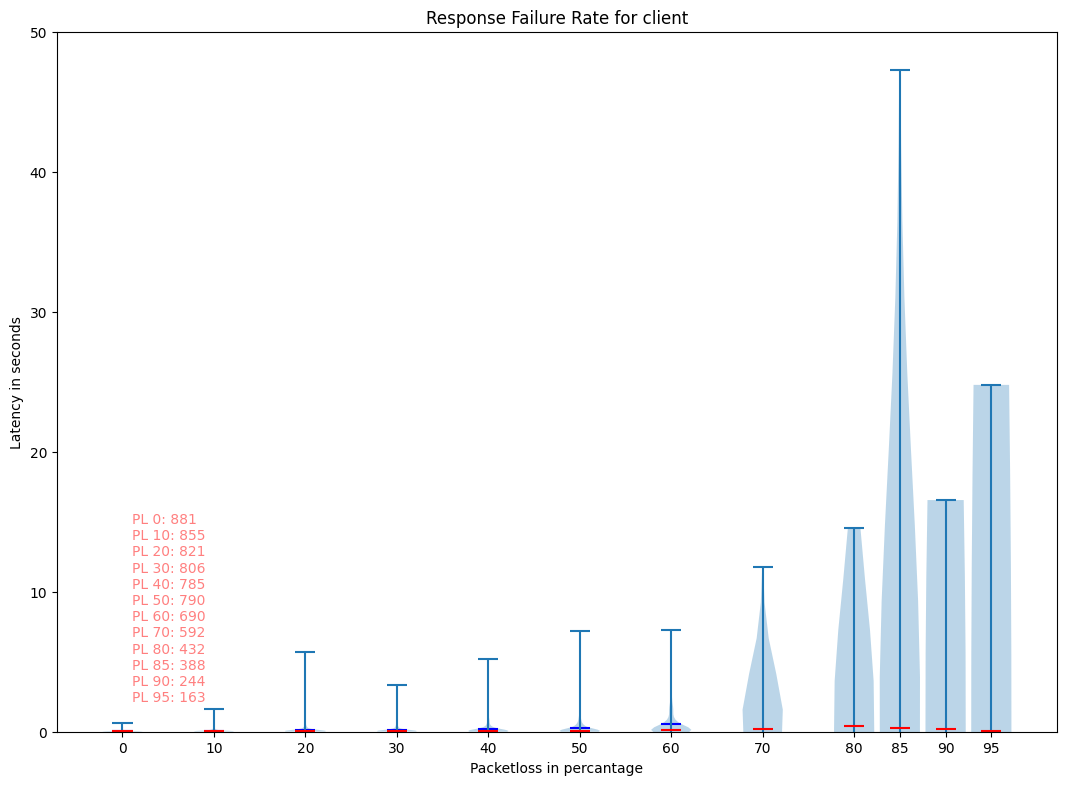 Response Failure Rate for client
50
40
30
20
10
0
Latency in seconds
PL 0: 881
PL 10: 855
PL 20: 821
PL 30: 806
PL 40: 785
PL 50: 790
PL 60: 690
PL 70: 592
PL 80: 432
PL 85: 388
PL 90: 244
PL 95: 163
0 10 20 30 40 50 60 70 80 85 90 95
Packetloss in percantage